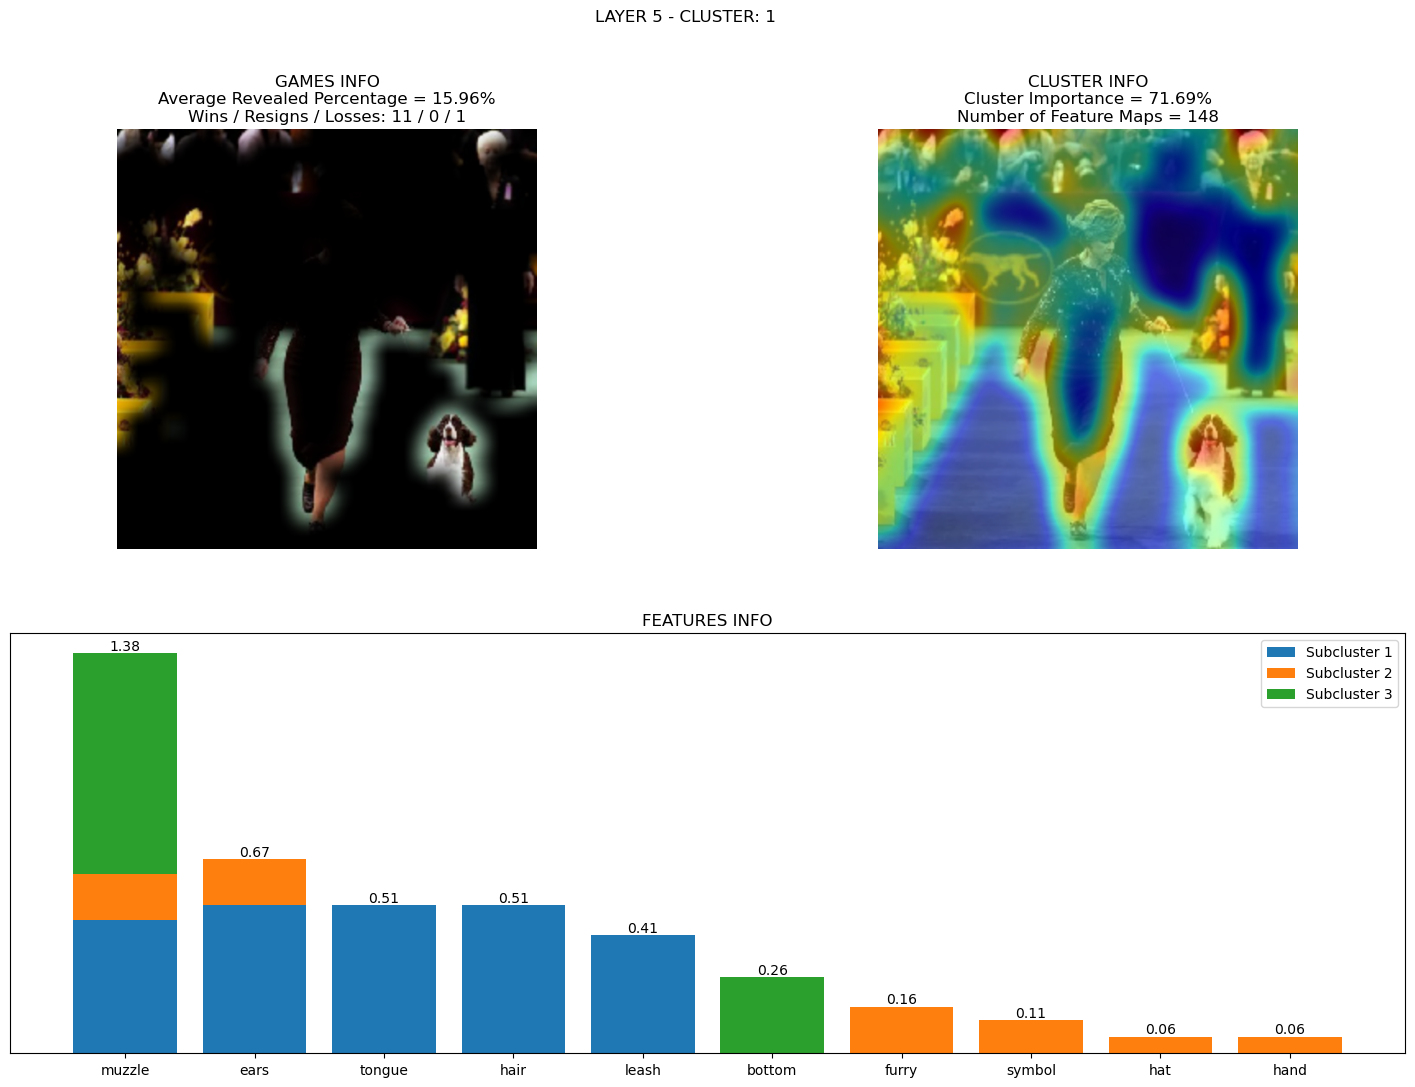 LAYER 5 - CLUSTER: 1
GAMES INFO
Average Revealed Percentage = 15.96%
Wins / Resigns / Losses: 11 / 0 / 1
CLUSTER INFO
Cluster Importance = 71.69%
Number of Feature Maps = 148
FEATURES INFO
Subcluster 1
Subcluster 2
Subcluster 3
1.38
0.67
0.51
0.51
0.41
0.26
0.16
0.11
0.06
0.06
muzzle
ears
tongue
hair
leash
bottom
furry
symbol
hat
hand